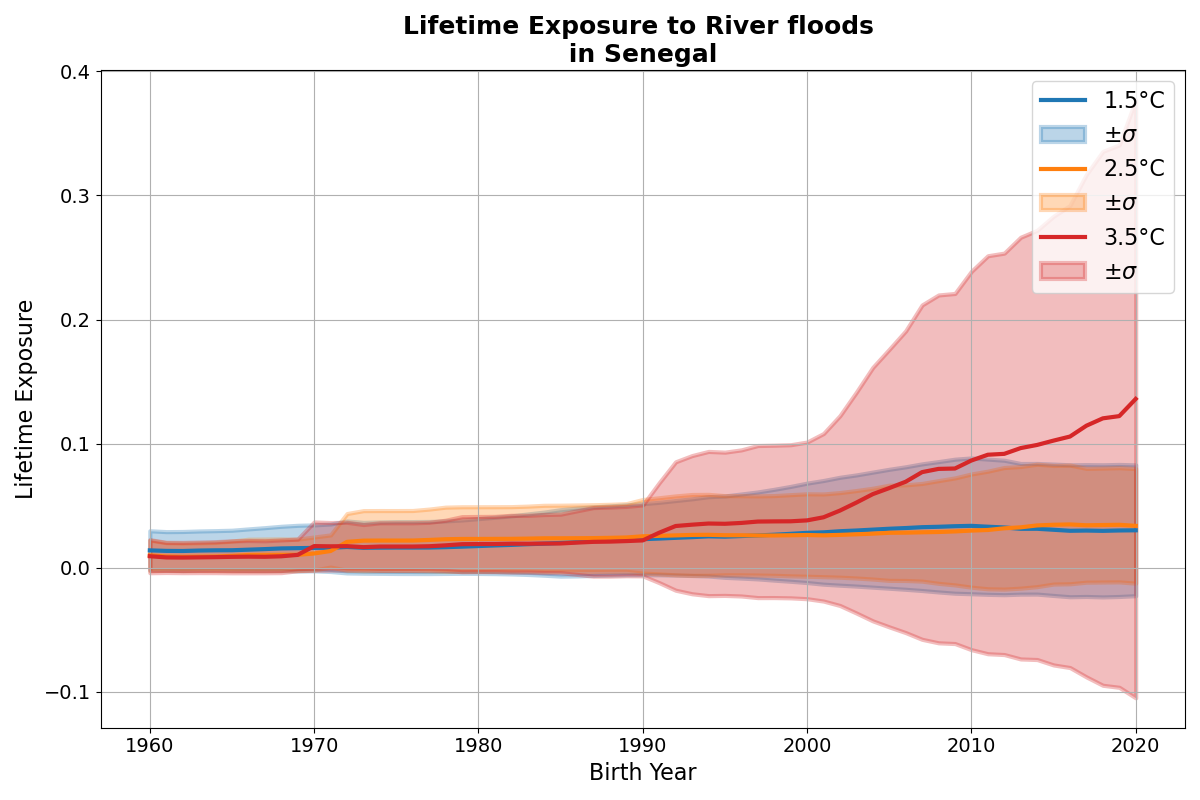 Lifetime Exposure to River floods
in Senegal
Lifetime Exposure
0.4
0.3
0.2
0.1
0.0
−0.1
1960
1970
1980
1990
2000
2010
2020
Birth Year
1.5°C
±σ
2.5°C
±σ
3.5°C
±σ